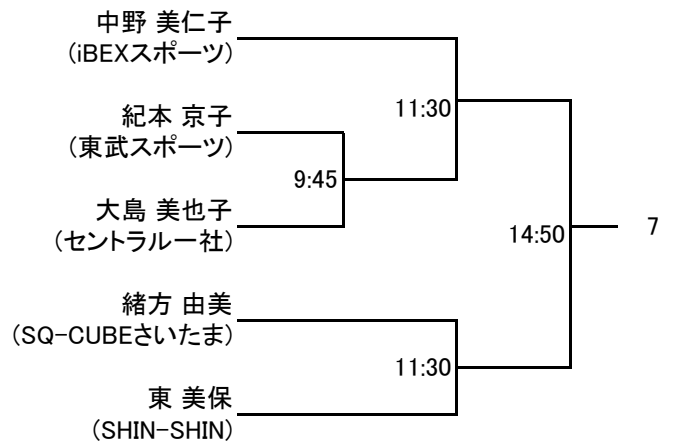 中野 美仁子
(iBEXスポーツ)
11:30
紀本 京子
(東武スポーツ)
9:45
大島 美也子
(セントラル一社)
14:50
7
緒方 由美
(SQ-CUBEさいたま)
11:30
東 美保
(SHIN-SHIN)